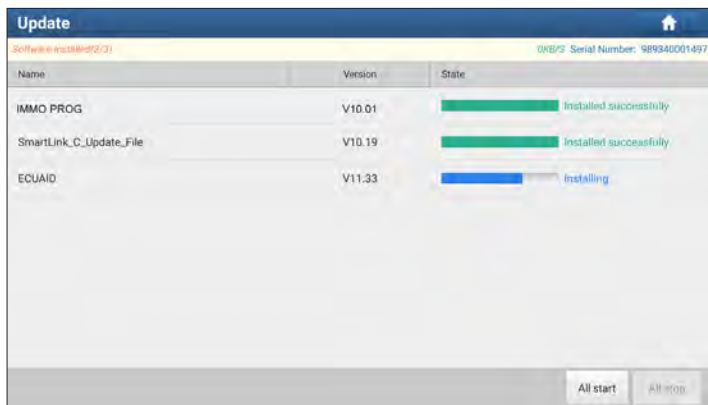 Update
Software installed(2/3)
0KB/S Serial Number: 989340001497
Name Version State
IMMO PROG V10.01 Installed successfully
SmartLink_C_Update_File V10.19 Installed successfully
ECUAID V11.33 Installing
All start All stop